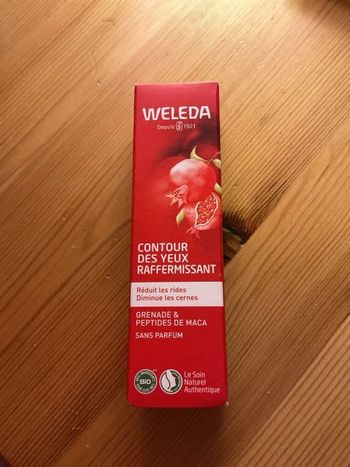 WELEDA
Depuis 1921
CONTOUR
DES YEUX
RAFFERMISSANT
Réduit les rides
Diminue les cernes
GRENADE &
PEPTIDES DE MACA
SANS PARFUM
BIO
Le Soin
Naturel
Authentique